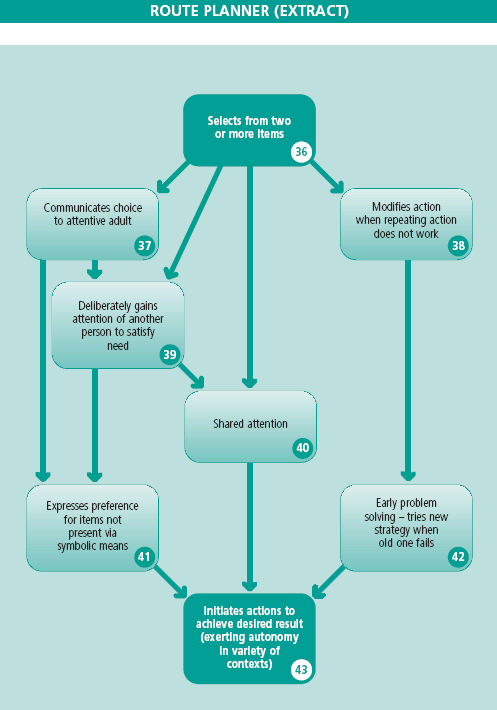 ROUTE PLANNER (EXTRACT)
Selects from two
or more items
36
Communicates choice
to attentive adult
37
Modifies action
when repeating action
does not work
38
Deliberately gains
attention of another
person to satisfy
need
39
Shared attention
40
Expresses preference
for items not
present via
symbolic means
41
Early problem
solving – tries new
strategy when
old one fails
42
Initiates actions to
achieve desired result
(exerting autonomy
in variety of
contexts)
43